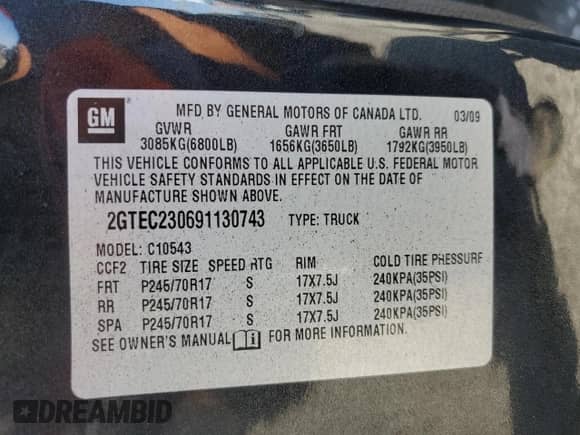 GM
MFD. BY GENERAL MOTORS OF CANADA LTD. 03/09
GVWR GAWR FRT GAWR RR
3085KG(6800LB) 1656KG(3650LB) 1792KG(3950LB)
THIS VEHICLE CONFORMS TO ALL APPLICABLE U.S. FEDERAL MOTOR
VEHICLE SAFETY STANDARDS IN EFFECT ON THE DATE OF
MANUFACTURE SHOWN ABOVE.
2GTEC230691130743 TYPE: TRUCK
MODEL: C10543
CCF2 TIRE SIZE SPEED RTG RIM COLD TIRE PRESSURE
FRT P245/70R17 S 17X7.5J 240KPA(35PSI)
RR P245/70R17 S 17X7.5J 240KPA(35PSI)
SPA P245/70R17 S 17X7.5J 240KPA(35PSI)
SEE OWNER'S MANUAL FOR MORE INFORMATION.
DREAMBID